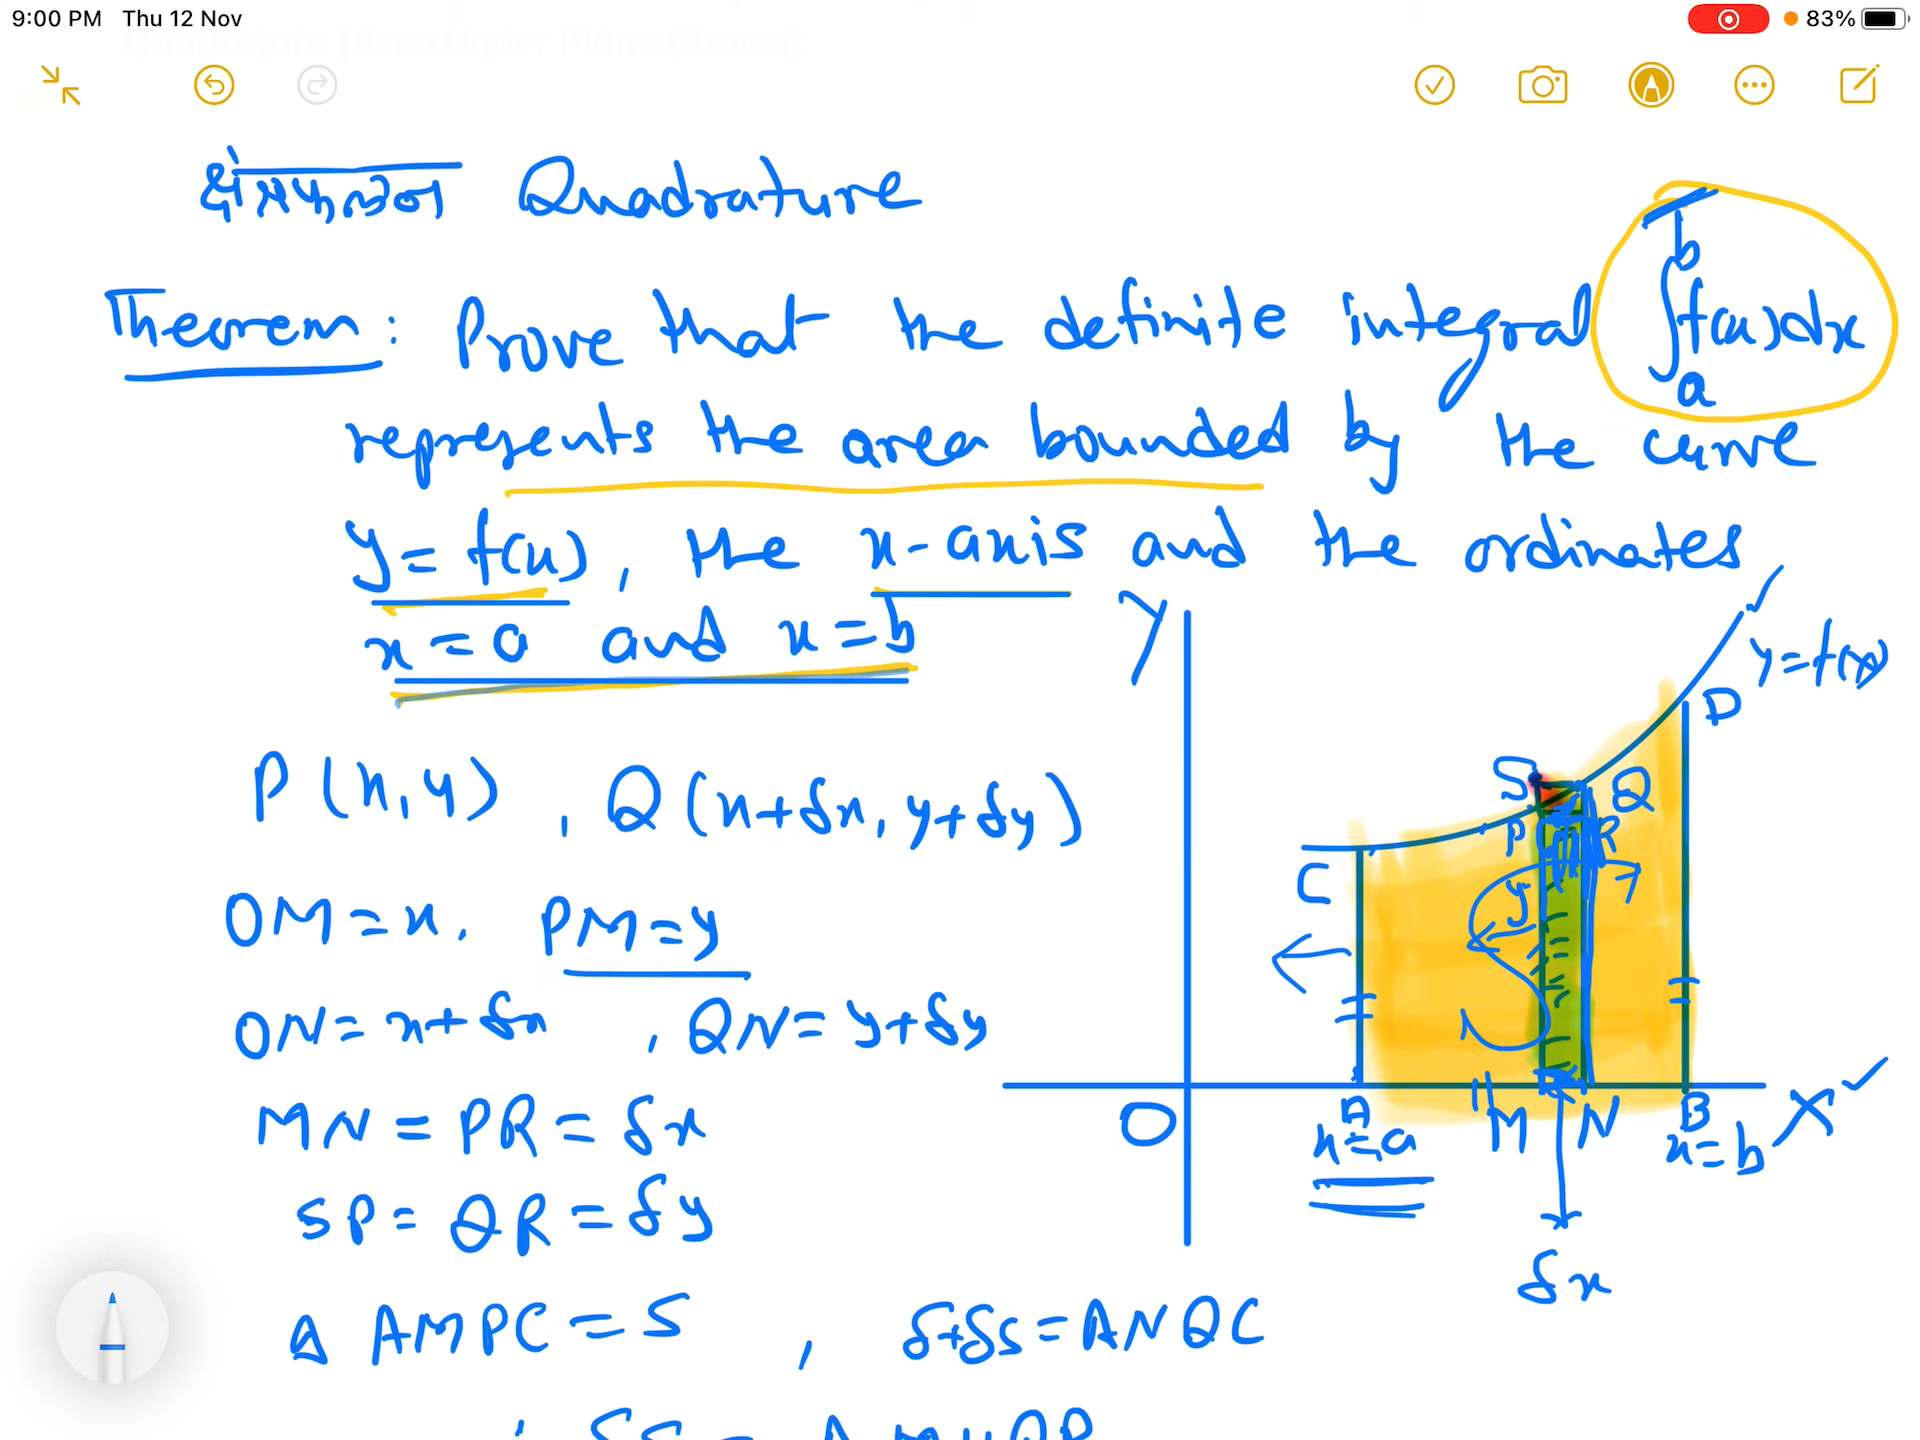 9:00 PM Thu 12 Nov
83%
क्षेत्रफलन Quadrature
Theorem: Prove that the definite integral ∫ₐᵇ f(x)dx
represents the area bounded by the curve
y = f(x), the x-axis and the ordinates
x = a and x = b
P(x,y), Q(x+δx, y+δy)
OM = x, PM = y
ON = x+δx, QN = y+δy
MN = PR = δx
SP = QR = δy
AMPC = S, S+δS = ANQC
Y
y = f(x)
D
S Q
P R
C
y
O A M N B X
x = a x = b
δx